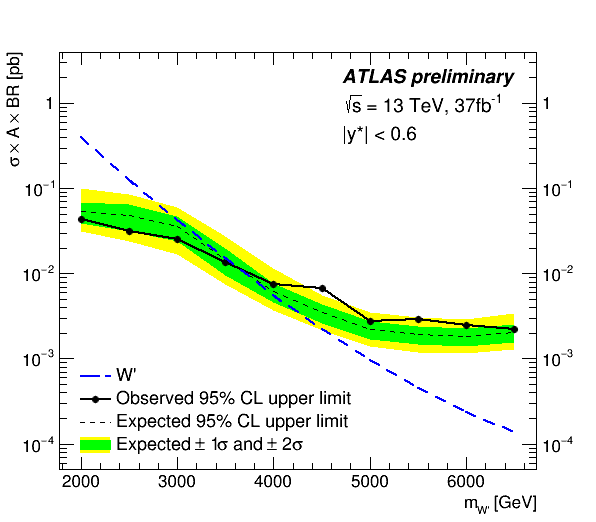 σ × A × BR [pb]
ATLAS preliminary
√s = 13 TeV, 37fb⁻¹
|y*| < 0.6
1
1
10⁻¹
10⁻¹
10⁻²
10⁻²
10⁻³
10⁻³
10⁻⁴
10⁻⁴
W'
Observed 95% CL upper limit
Expected 95% CL upper limit
Expected ± 1σ and ± 2σ
2000 3000 4000 5000 6000
m_W' [GeV]